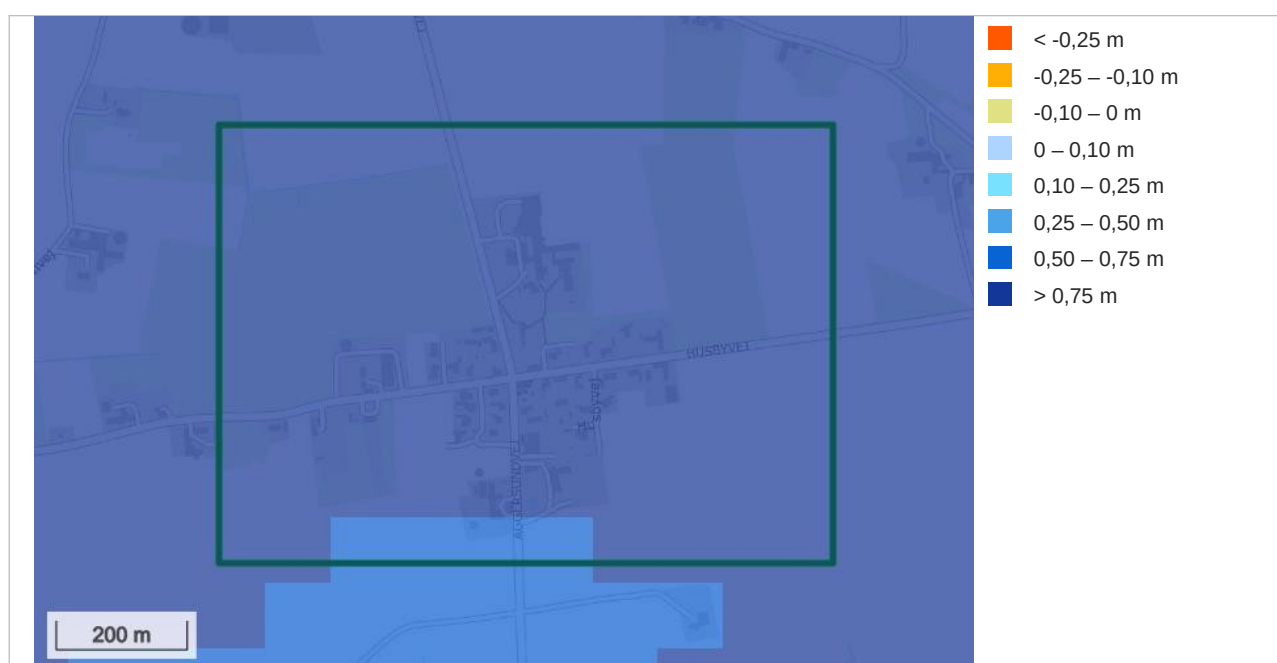 < -0,25 m
-0,25 – -0,10 m
-0,10 – 0 m
0 – 0,10 m
0,10 – 0,25 m
0,25 – 0,50 m
0,50 – 0,75 m
> 0,75 m
HUSBYVEJ
AGGERSUNDVEJ
200 m